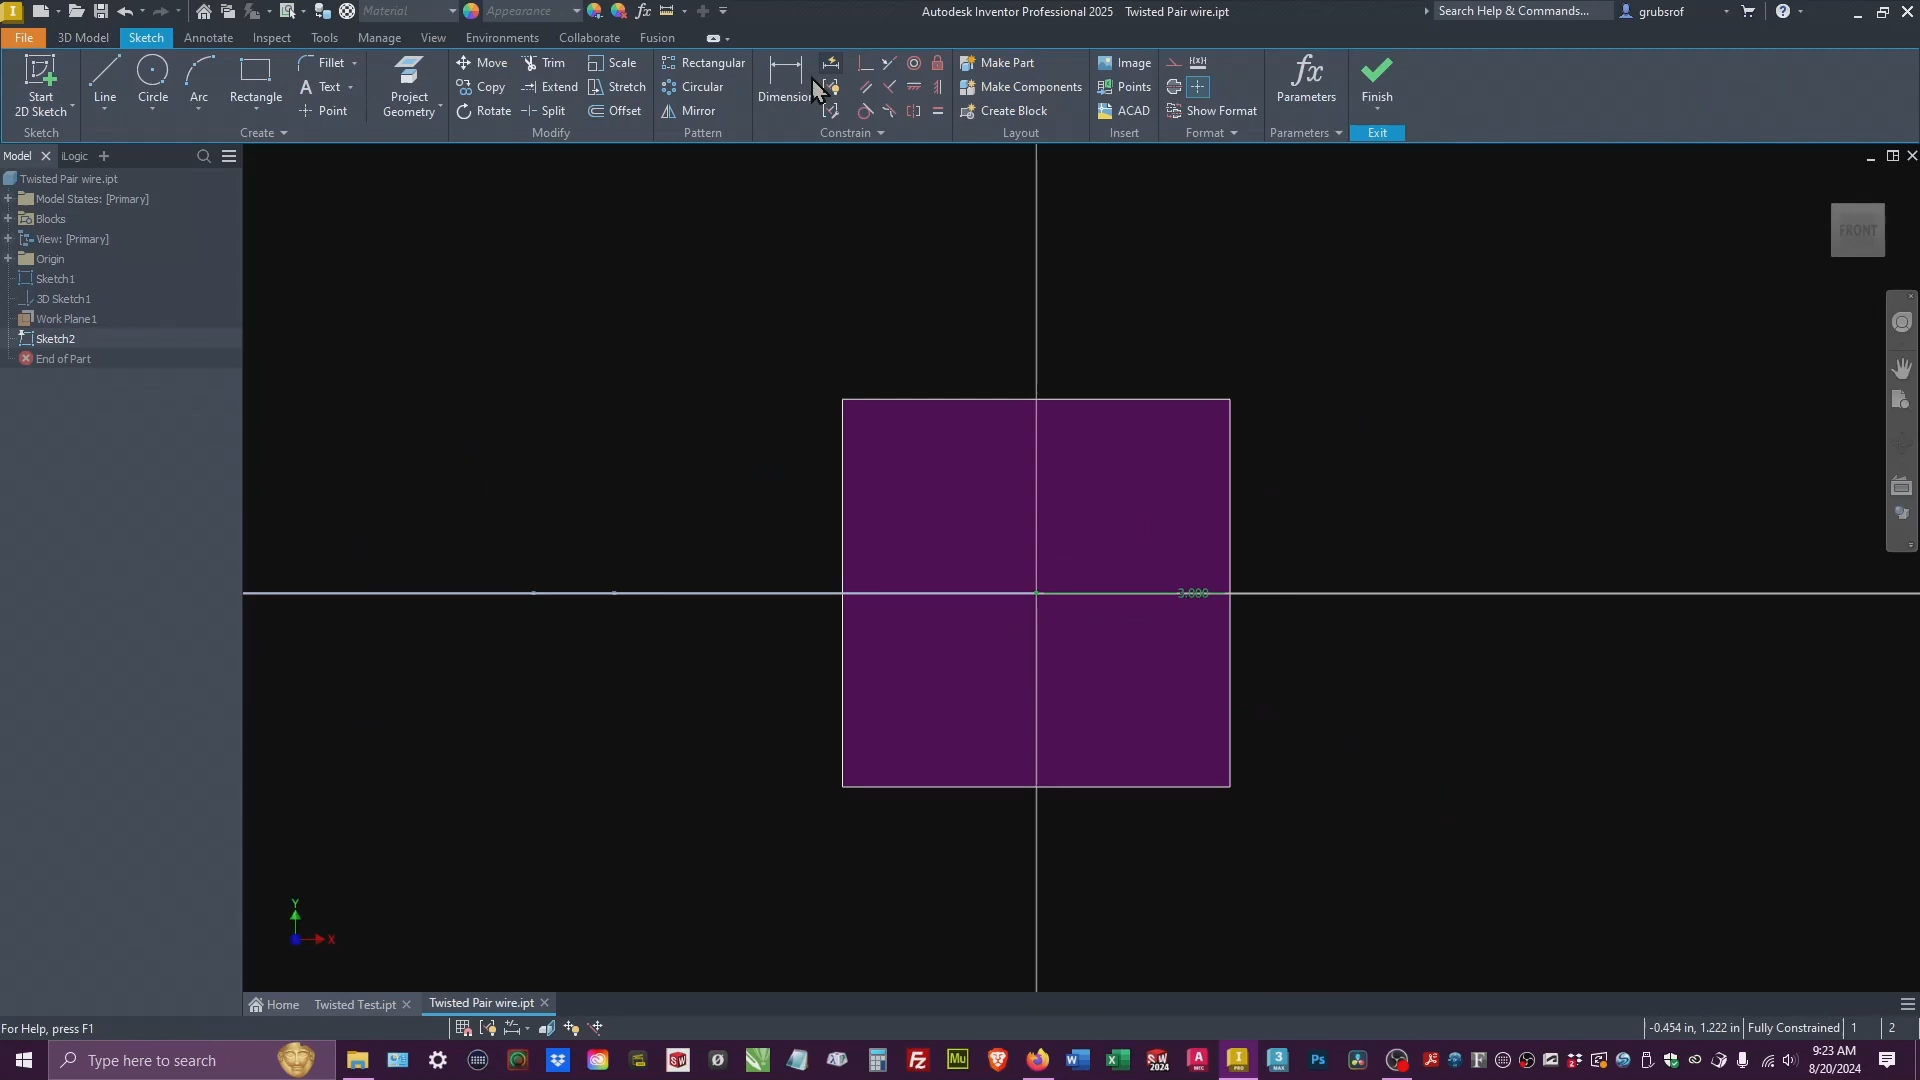 Material
Appearance
Autodesk Inventor Professional 2025 Twisted Pair wire.ipt
Search Help & Commands...
grubsrof
File 3D Model Sketch Annotate Inspect Tools Manage View Environments Collaborate Fusion
Start
2D Sketch
Line
Circle
Arc
Rectangle
Fillet
Text
Point
Project
Geometry
Move
Copy
Rotate
Trim
Extend
Split
Scale
Stretch
Offset
Rectangular
Circular
Mirror
Dimension
Make Part
Make Components
Create Block
Image
Points
ACAD
Show Format
fx
Parameters
Finish
Sketch
Create
Modify
Pattern
Constrain
Layout
Insert
Format
Parameters
Exit
Model
iLogic
Twisted Pair wire.ipt
Model States: [Primary]
Blocks
View: [Primary]
Origin
Sketch1
3D Sketch1
Work Plane1
Sketch2
End of Part
FRONT
3.000
Y
X
Home
Twisted Test.ipt
Twisted Pair wire.ipt
For Help, press F1
-0.454 in, 1.222 in
Fully Constrained
1
2
Type here to search
9:23 AM
8/20/2024